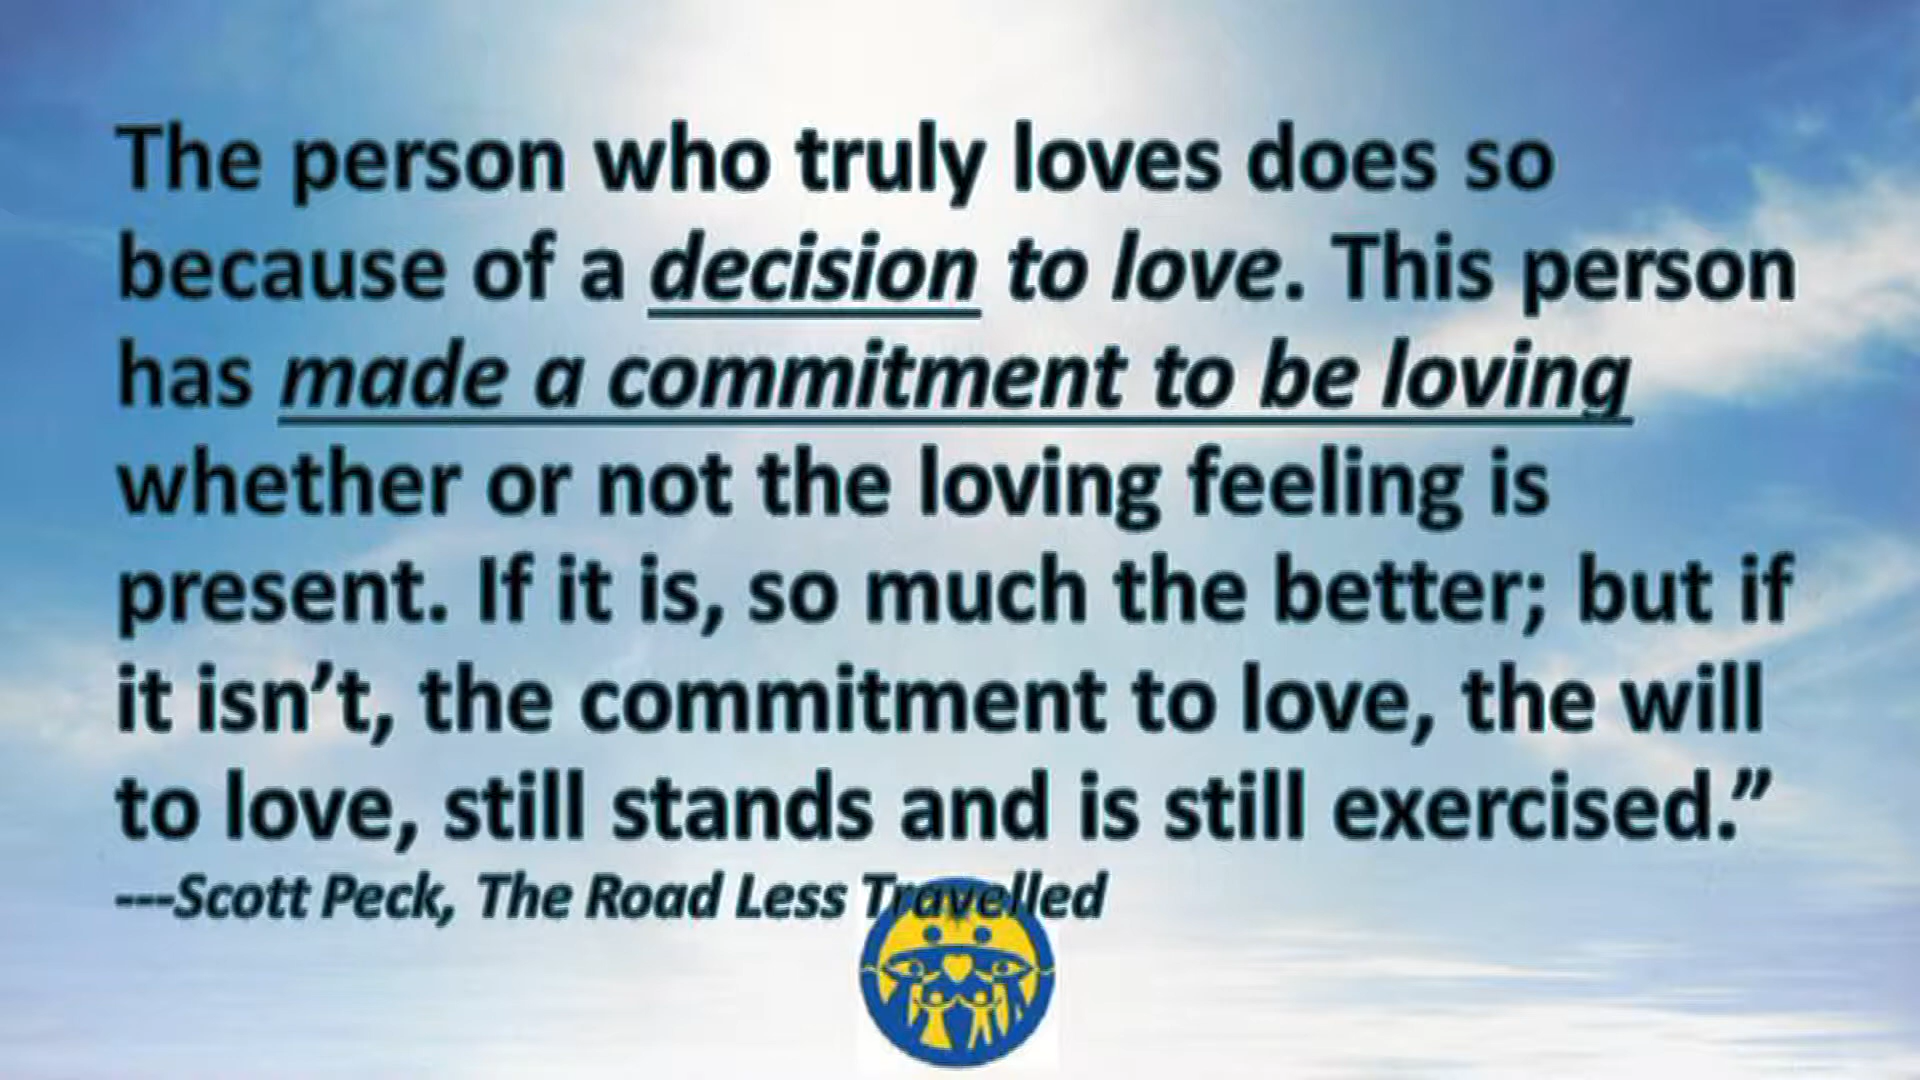 The person who truly loves does so
because of a decision to love. This person
has made a commitment to be loving
whether or not the loving feeling is
present. If it is, so much the better; but if
it isn’t, the commitment to love, the will
to love, still stands and is still exercised.”
---Scott Peck, The Road Less Travelled